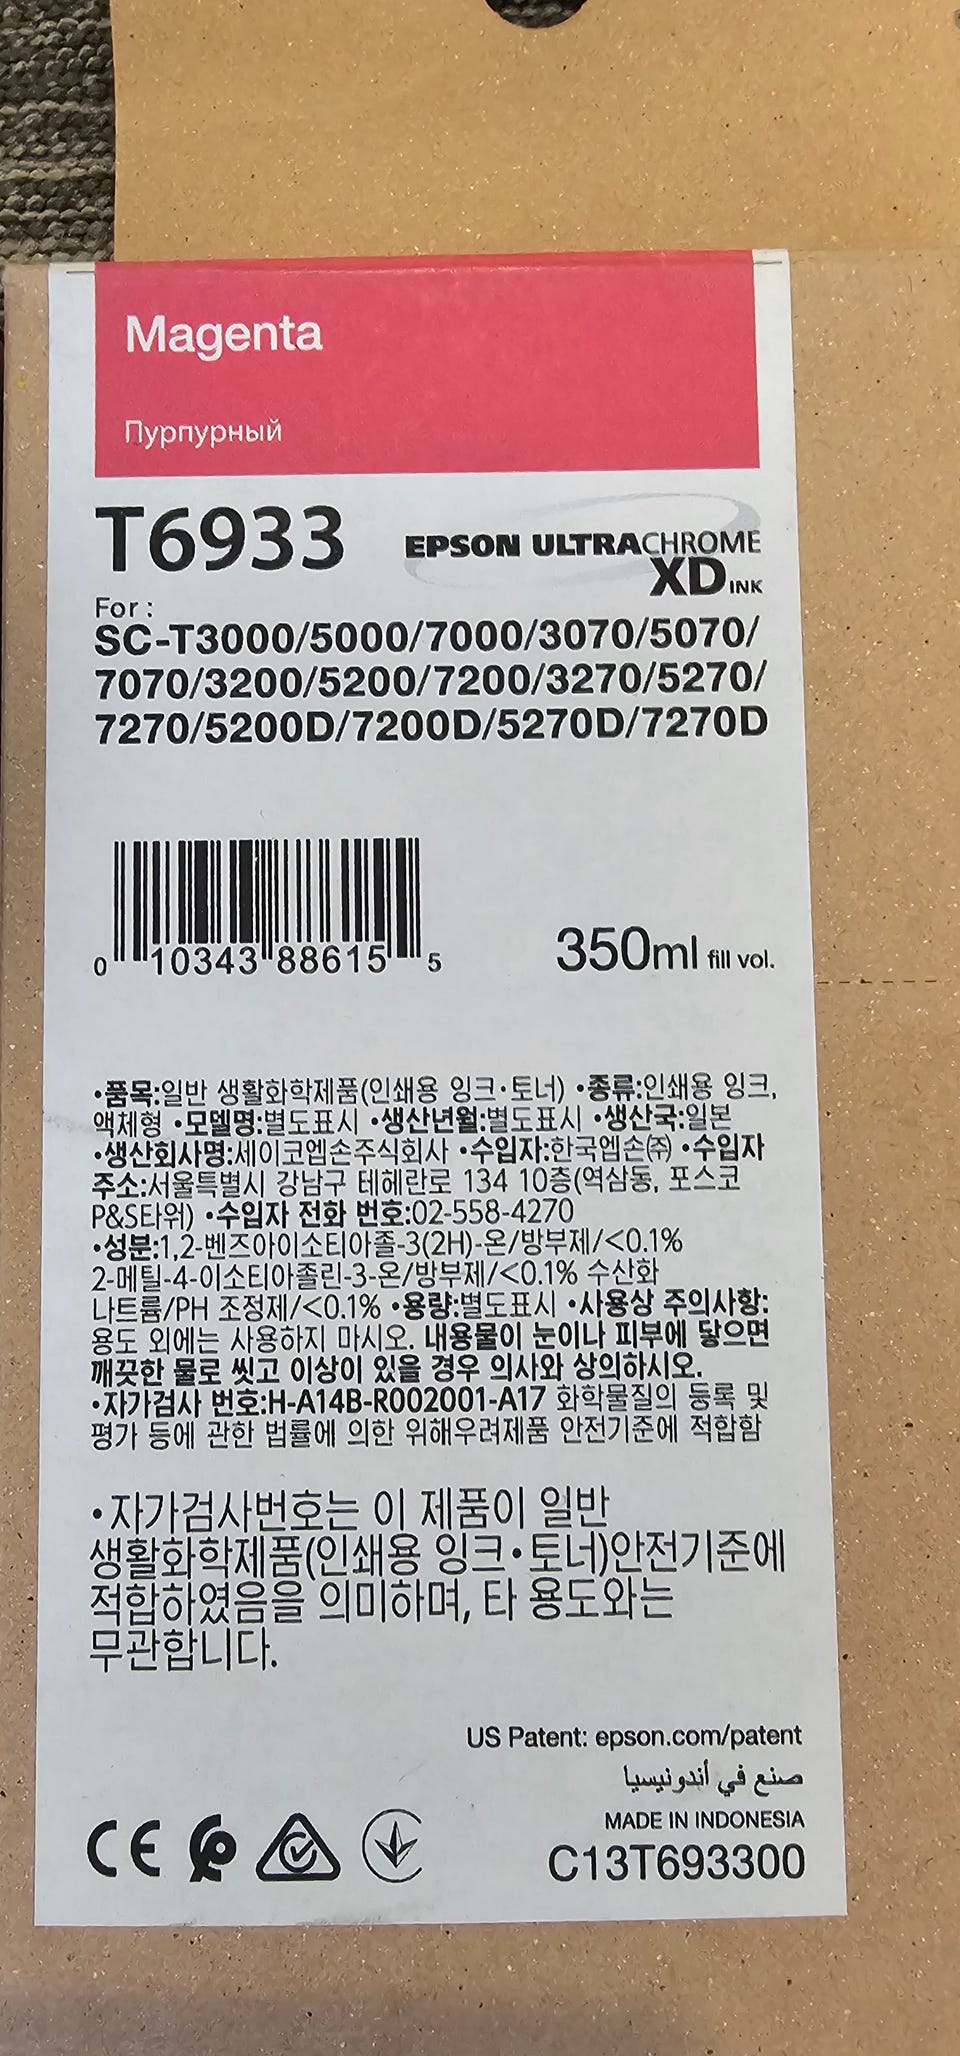 Magenta
Пурпурный
T6933
EPSON ULTRACHROME
XD INK
For :
SC-T3000/5000/7000/3070/5070/
7070/3200/5200/7200/3270/5270/
7270/5200D/7200D/5270D/7270D
0 10343 88615 5
350ml fill vol.
•품목:일반 생활화학제품(인쇄용 잉크•토너) •종류:인쇄용 잉크,
액체형 •모델명:별도표시 •생산년월:별도표시 •생산국:일본
•생산회사명:세이코엡손주식회사 •수입자:한국엡손㈜ •수입자
주소:서울특별시 강남구 테헤란로 134 10층(역삼동, 포스코
P&S타워) •수입자 전화 번호:02-558-4270
•성분:1,2-벤즈아이소티아졸-3(2H)-온/방부제/<0.1%
2-메틸-4-이소티아졸린-3-온/방부제/<0.1% 수산화
나트륨/PH 조정제/<0.1% •용량:별도표시 •사용상 주의사항:
용도 외에는 사용하지 마시오. 내용물이 눈이나 피부에 닿으면
깨끗한 물로 씻고 이상이 있을 경우 의사와 상의하시오.
•자가검사 번호:H-A14B-R002001-A17 화학물질의 등록 및
평가 등에 관한 법률에 의한 위해우려제품 안전기준에 적합함
•자가검사번호는 이 제품이 일반
생활화학제품(인쇄용 잉크•토너)안전기준에
적합하였음을 의미하며, 타 용도와는
무관합니다.
US Patent: epson.com/patent
صنع في أندونيسيا
MADE IN INDONESIA
CE
C13T693300